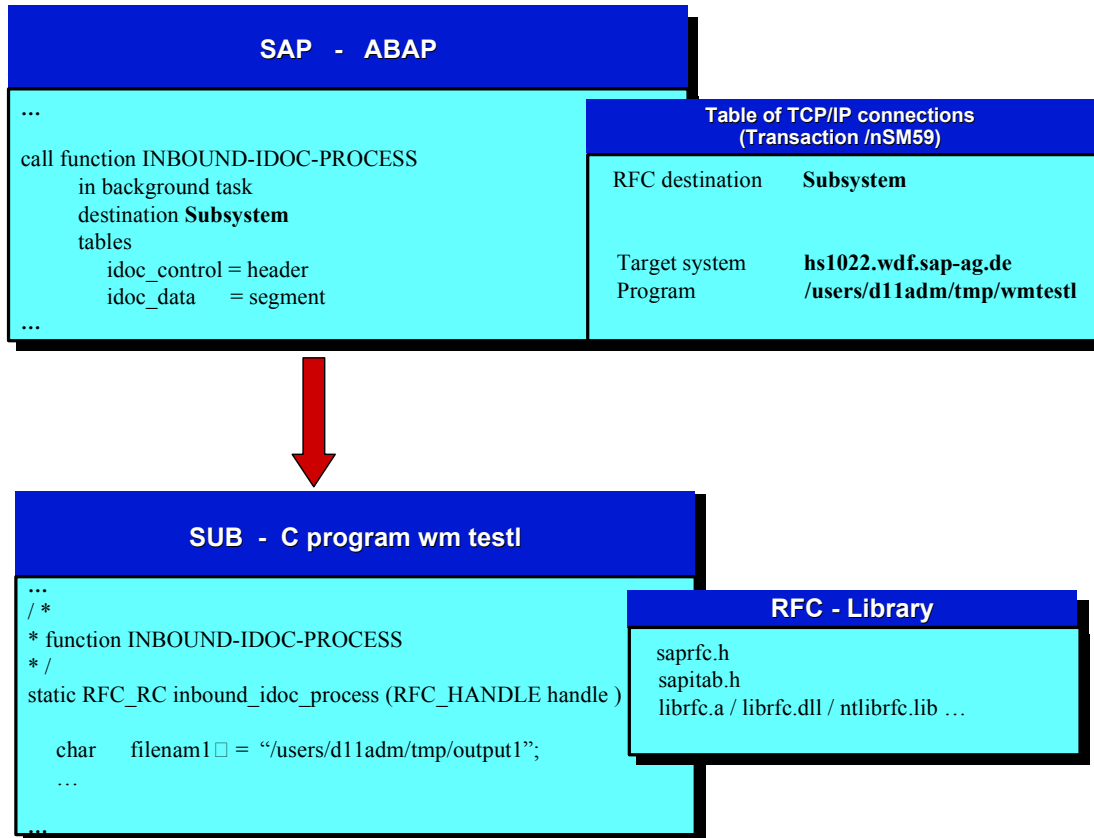 SAP - ABAP
...
call function INBOUND-IDOC-PROCESS
in background task
destination Subsystem
tables
idoc_control = header
idoc_data = segment
...
Table of TCP/IP connections
(Transaction /nSM59)
RFC destination Subsystem
Target system hs1022.wdf.sap-ag.de
Program /users/d11adm/tmp/wmtestl
SUB - C program wm testl
...
/ *
* function INBOUND-IDOC-PROCESS
* /
static RFC_RC inbound_idoc_process (RFC_HANDLE handle )
char filenam1□ = “/users/d11adm/tmp/output1”;
…
...
RFC - Library
saprfc.h
sapitab.h
librfc.a / librfc.dll / ntlibrfc.lib …